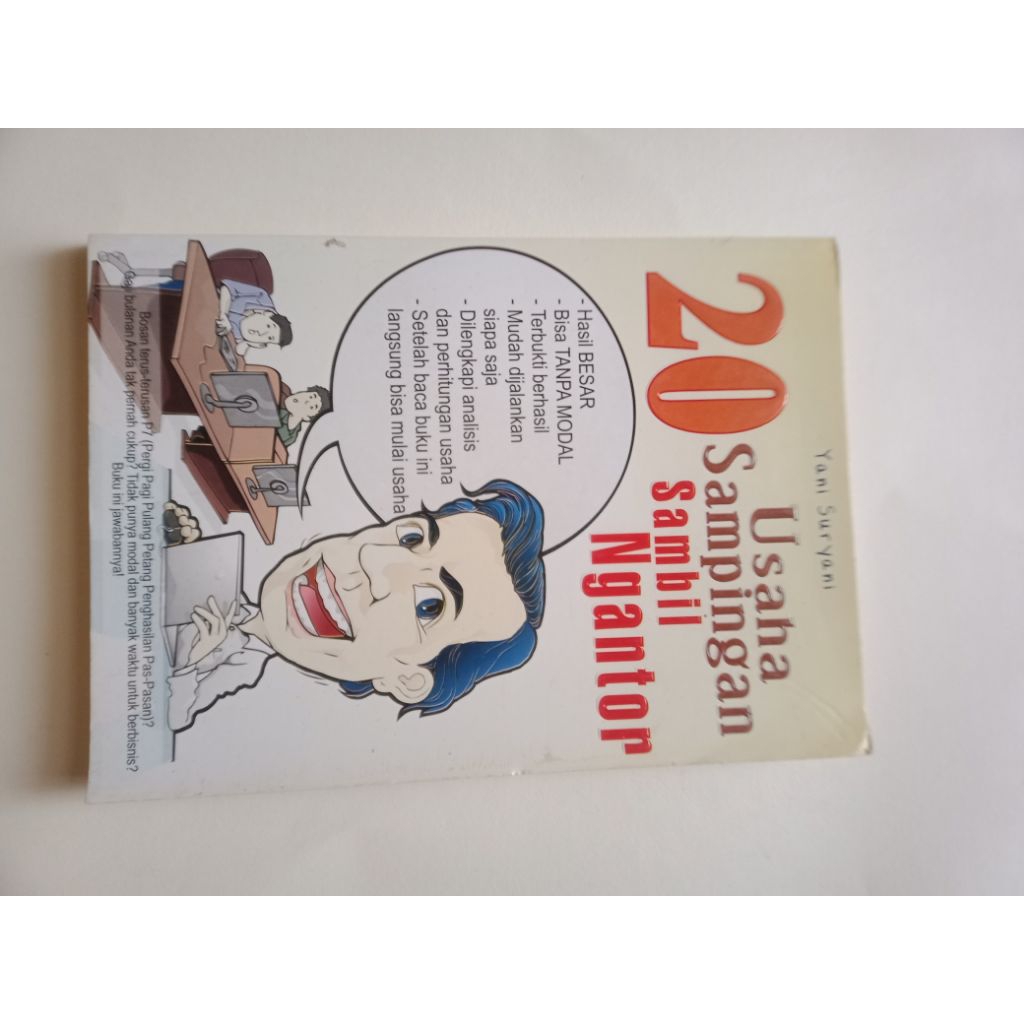 Yani Suryani
20 Usaha
Sampingan
Sambil
Ngantor
- Hasil BESAR
- Bisa TANPA MODAL
- Terbukti berhasil
- Mudah dijalankan
siapa saja
- Dilengkapi analisis
dan perhitungan usaha
- Setelah baca buku ini
langsung bisa mulai usaha
Bosan terus-terusan P7 (Pergi Pagi Pulang Petang Penghasilan Pas-Pasan)?
Gaji bulanan Anda tak pernah cukup? Tidak punya modal dan banyak waktu untuk berbisnis?
Buku ini jawabannya!